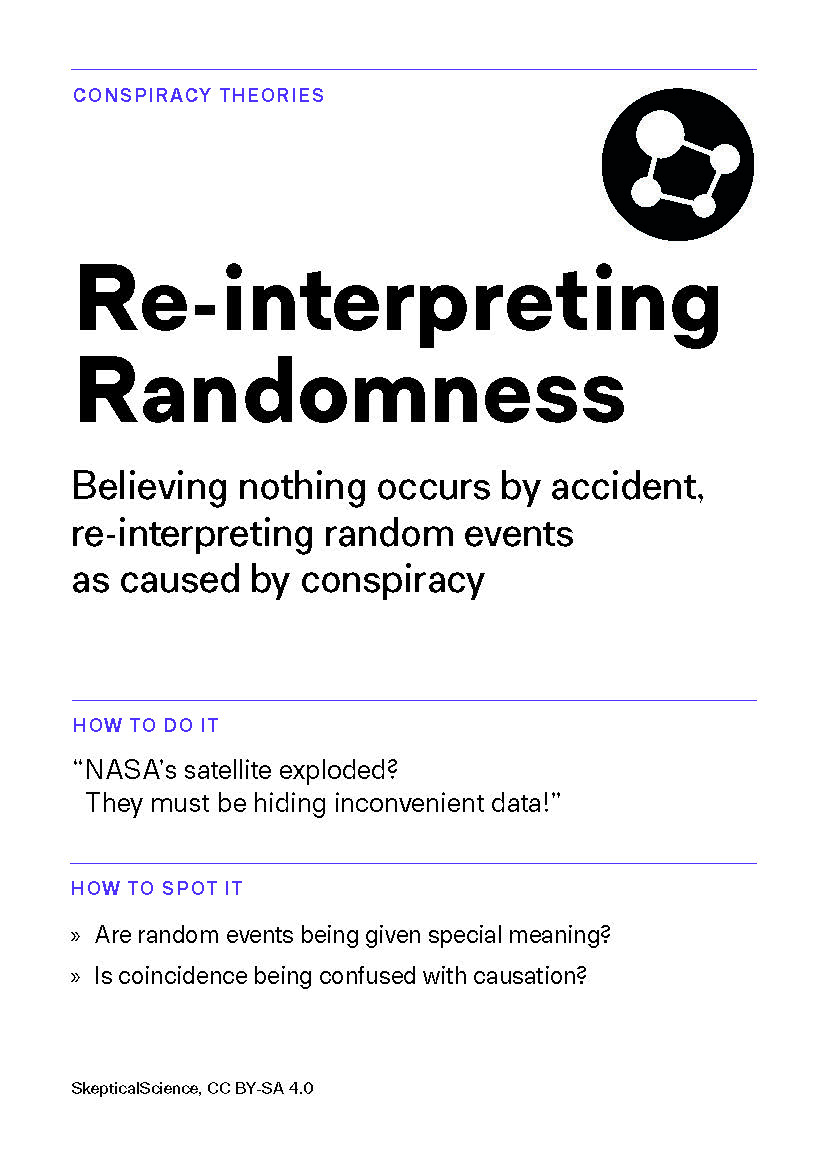 CONSPIRACY THEORIES
Re-interpreting
Randomness
Believing nothing occurs by accident,
re-interpreting random events
as caused by conspiracy
HOW TO DO IT
“NASA’s satellite exploded?
They must be hiding inconvenient data!”
HOW TO SPOT IT
» Are random events being given special meaning?
» Is coincidence being confused with causation?
SkepticalScience, CC BY-SA 4.0